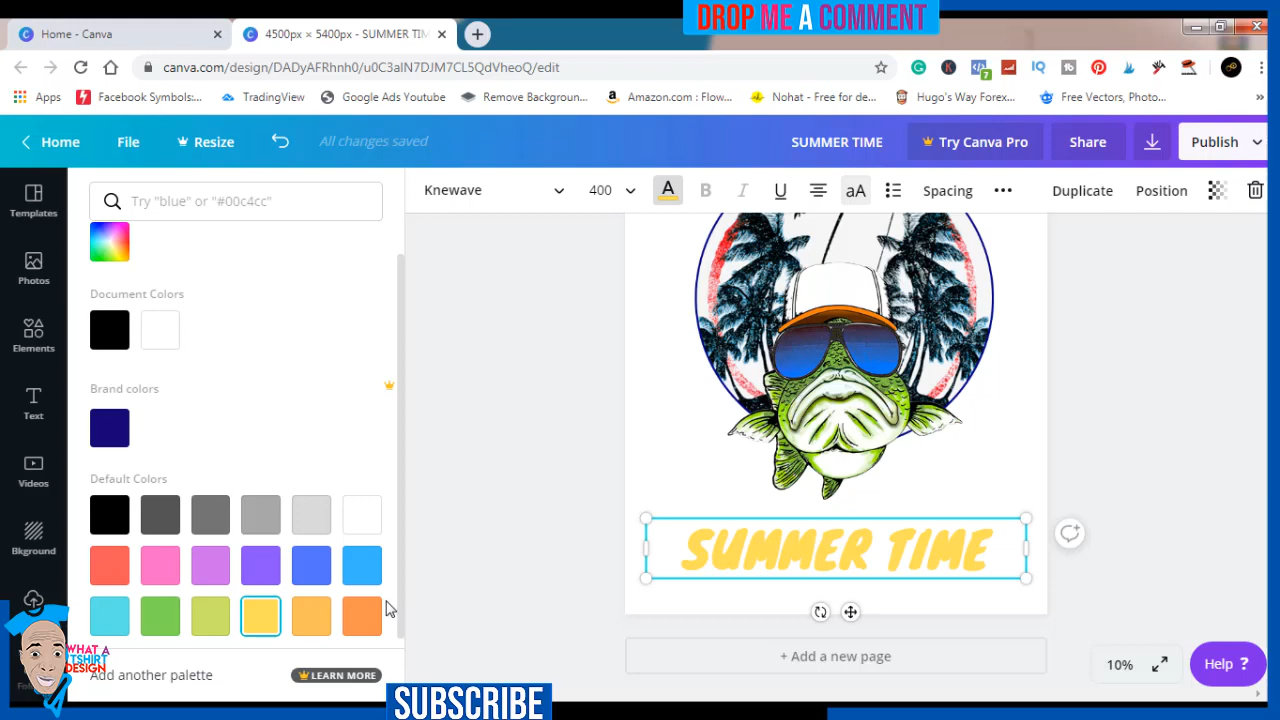 DROP ME A COMMENT
Home - Canva
4500px × 5400px - SUMMER TIM
canva.com/design/DADyAFRhnh0/u0C3alN7DJM7CL5QdVheoQ/edit
Apps
Facebook Symbols:...
TradingView
Google Ads Youtube
Remove Backgroun...
Amazon.com : Flow...
Nohat - Free for de...
Hugo's Way Forex...
Free Vectors, Photo...
Home
File
Resize
All changes saved
SUMMER TIME
Try Canva Pro
Share
Publish
Templates
Photos
Elements
Text
Videos
Bkground
Try "blue" or "#00c4cc"
Knewave
400
A
B
I
U
aA
Spacing
Duplicate
Position
Document Colors
Brand colors
Default Colors
Add another palette
LEARN MORE
SUMMER TIME
+ Add a new page
10%
Help ?
WHAT A
TSHIRT
DESIGN
SUBSCRIBE